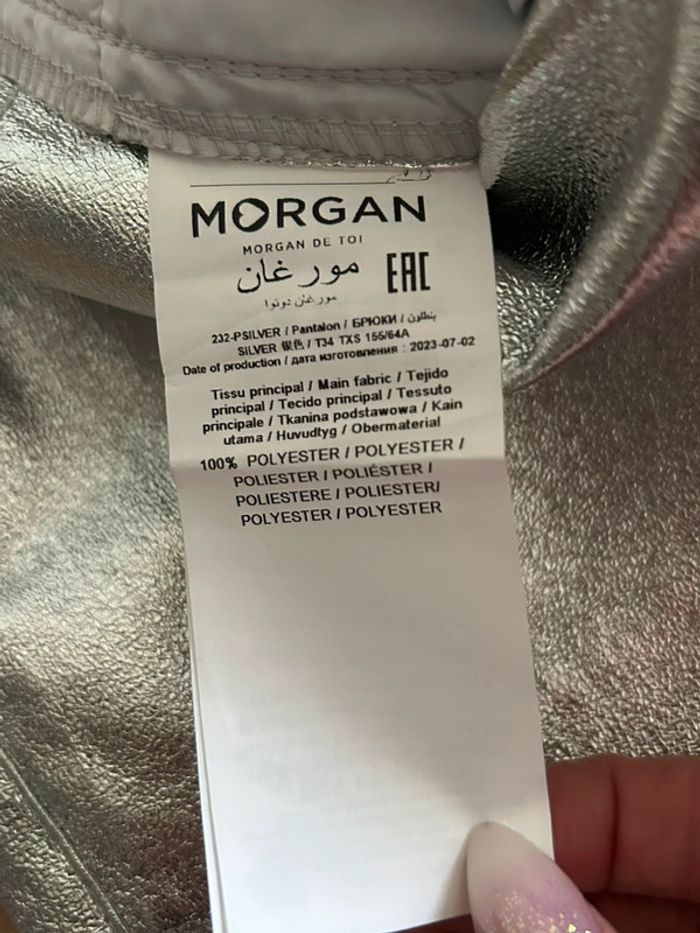 MORGAN
MORGAN DE TOI
مورغان
مورغان دوتوا
EAC
232-PSILVER / Pantalon / БРЮКИ / بنطلون
SILVER 银色 / T34 TXS 155/64A
Date of production / дата изготовления : 2023-07-02
Tissu principal / Main fabric / Tejido
principal / Tecido principal / Tessuto
principale / Tkanina podstawowa / Kain
utama / Huvudtyg / Obermaterial
100% POLYESTER / POLYESTER /
POLIESTER / POLIÉSTER /
POLIESTERE / POLIESTER/
POLYESTER / POLYESTER